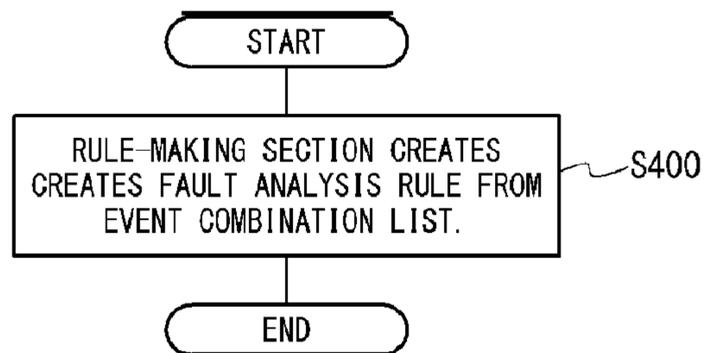 START
RULE-MAKING SECTION CREATES
CREATES FAULT ANALYSIS RULE FROM
EVENT COMBINATION LIST.
S400
END